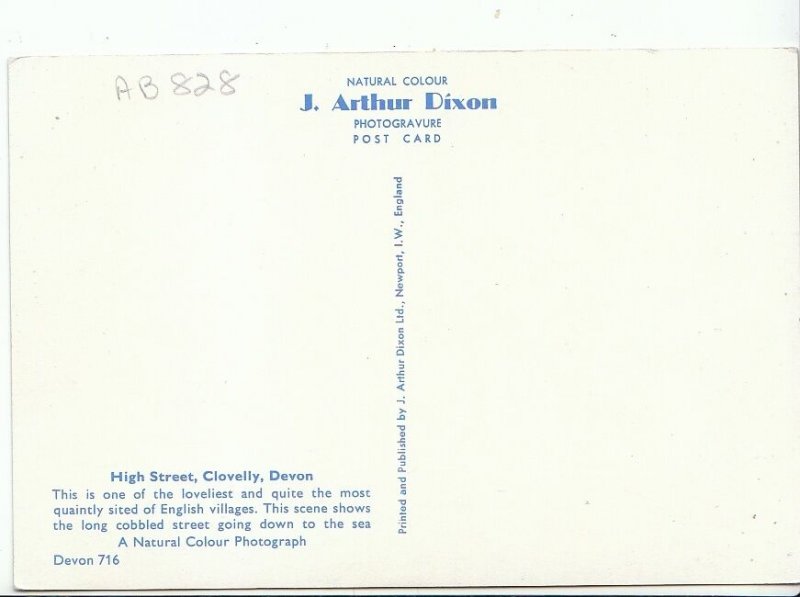 AB 828
NATURAL COLOUR
J. Arthur Dixon
PHOTOGRAVURE
POST CARD
Printed and Published by J. Arthur Dixon Ltd., Newport, I.W., England
High Street, Clovelly, Devon
This is one of the loveliest and quite the most
quaintly sited of English villages. This scene shows
the long cobbled street going down to the sea
A Natural Colour Photograph
Devon 716